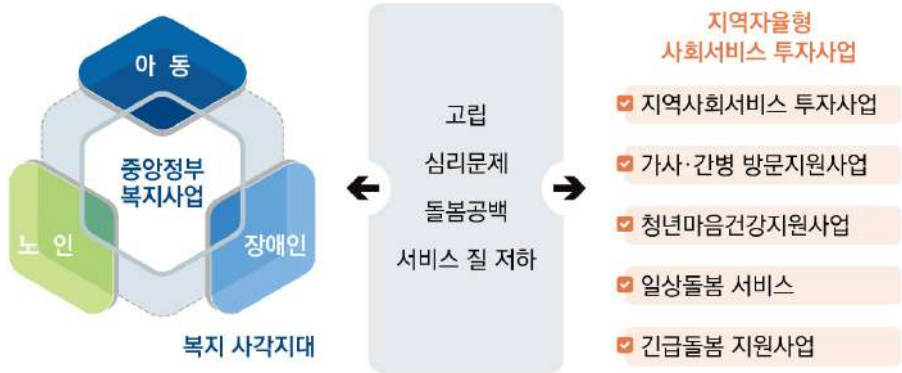 아 동
중앙정부
복지사업
노 인
장애인
복지 사각지대
고립
심리문제
돌봄공백
서비스 질 저하
지역자율형
사회서비스 투자사업
지역사회서비스 투자사업
가사·간병 방문지원사업
청년마음건강지원사업
일상돌봄 서비스
긴급돌봄 지원사업